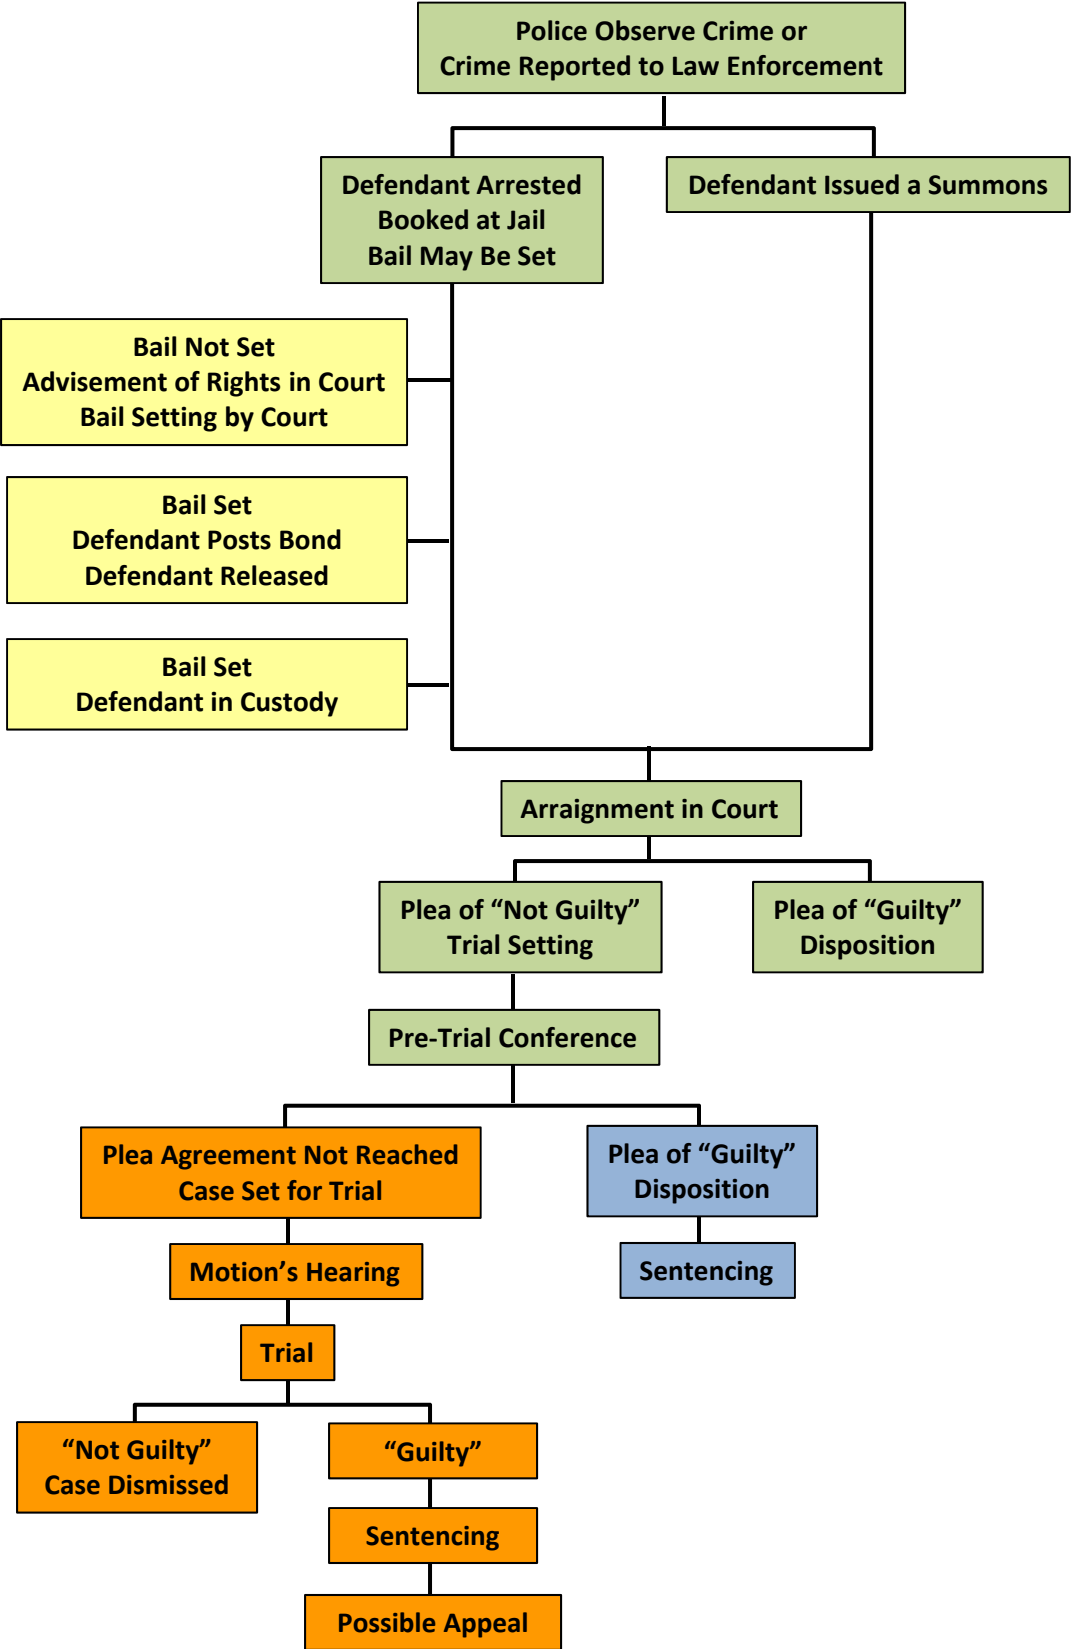 Police Observe Crime or
Crime Reported to Law Enforcement
Defendant Arrested
Booked at Jail
Bail May Be Set
Defendant Issued a Summons
Bail Not Set
Advisement of Rights in Court
Bail Setting by Court
Bail Set
Defendant Posts Bond
Defendant Released
Bail Set
Defendant in Custody
Arraignment in Court
Plea of “Not Guilty”
Trial Setting
Plea of “Guilty”
Disposition
Pre-Trial Conference
Plea Agreement Not Reached
Case Set for Trial
Plea of “Guilty”
Disposition
Motion’s Hearing
Sentencing
Trial
“Not Guilty”
Case Dismissed
“Guilty”
Sentencing
Possible Appeal